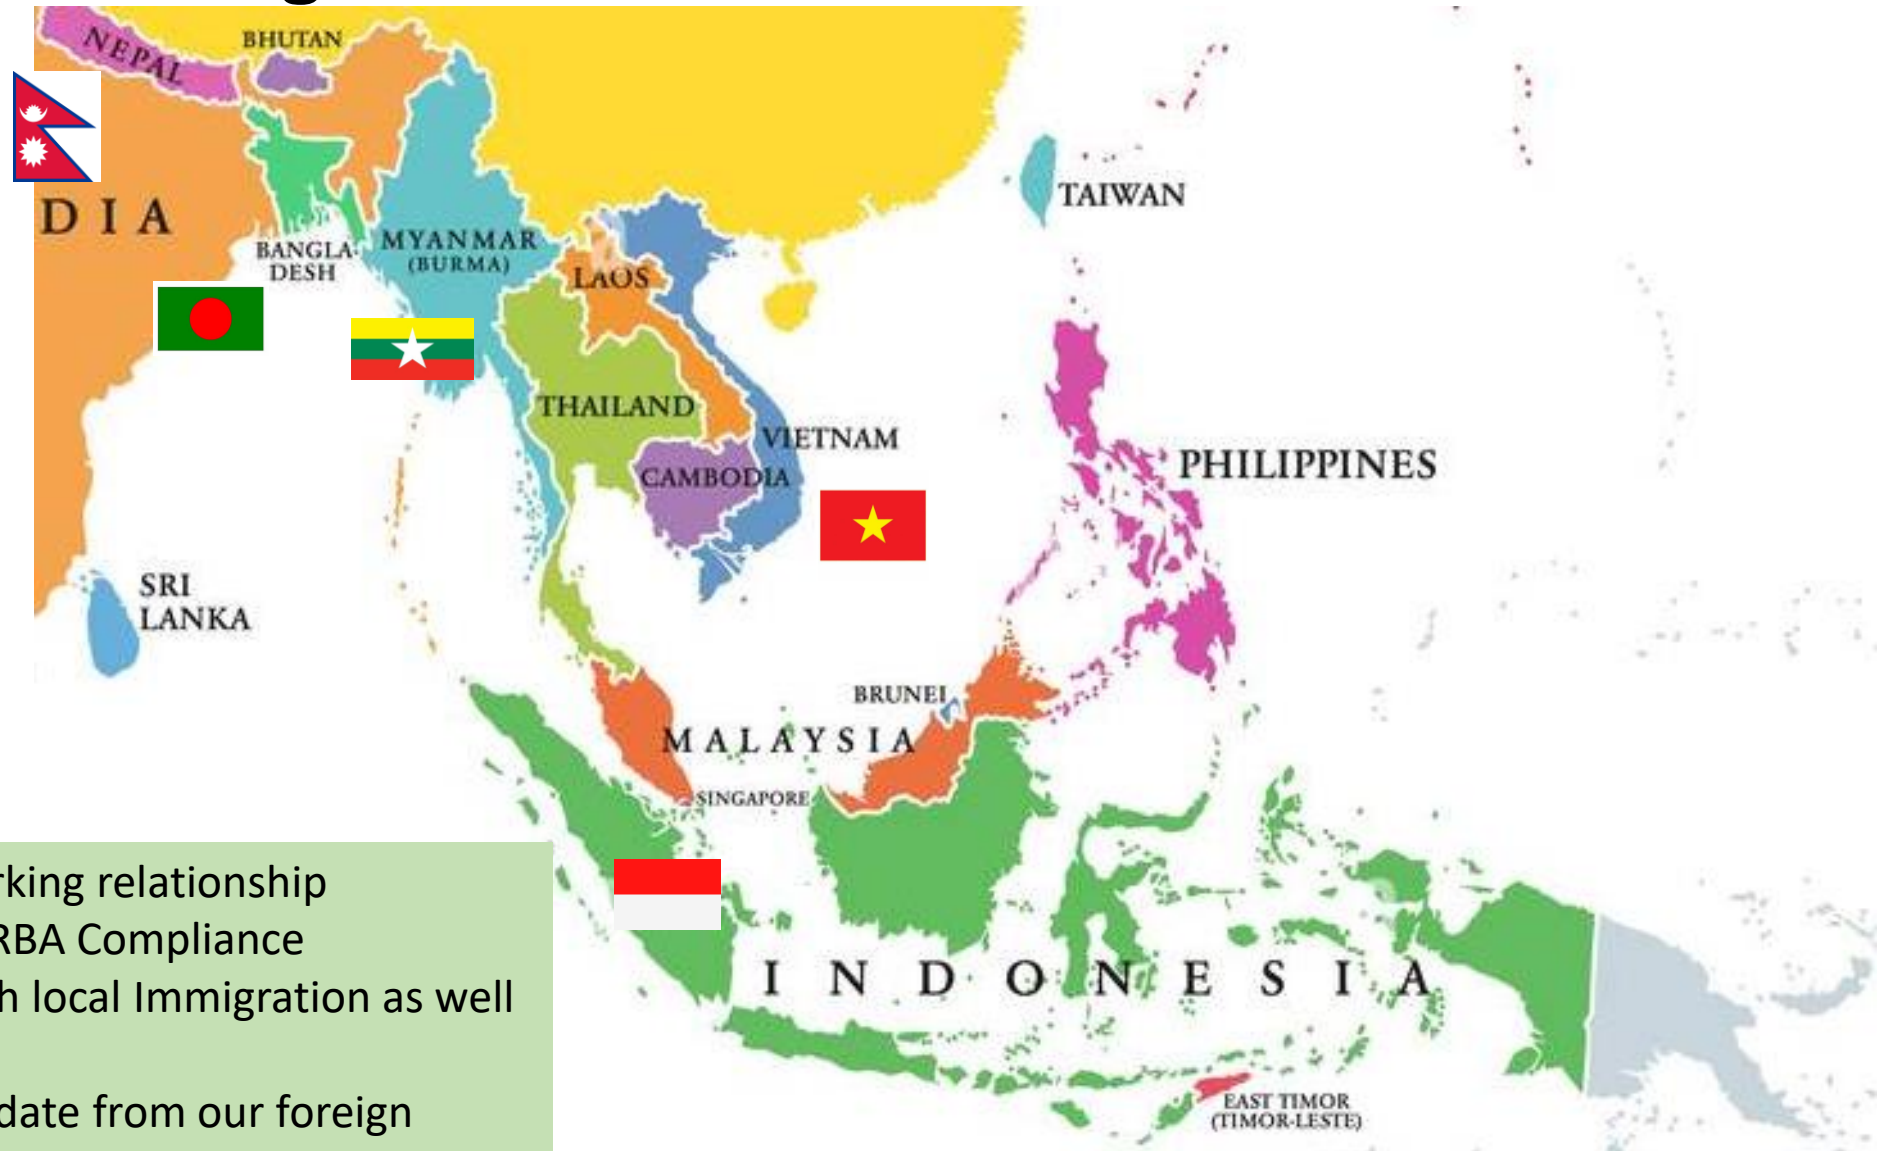 NEPAL
BHUTAN
DIA
TAIWAN
BANGLA-
DESH
MYANMAR
(BURMA)
LAOS
THAILAND
VIETNAM
CAMBODIA
PHILIPPINES
SRI
LANKA
BRUNEI
MALAYSIA
SINGAPORE
rking relationship
RBA Compliance
h local Immigration as well
date from our foreign
INDONESIA
EAST TIMOR
(TIMOR-LESTE)